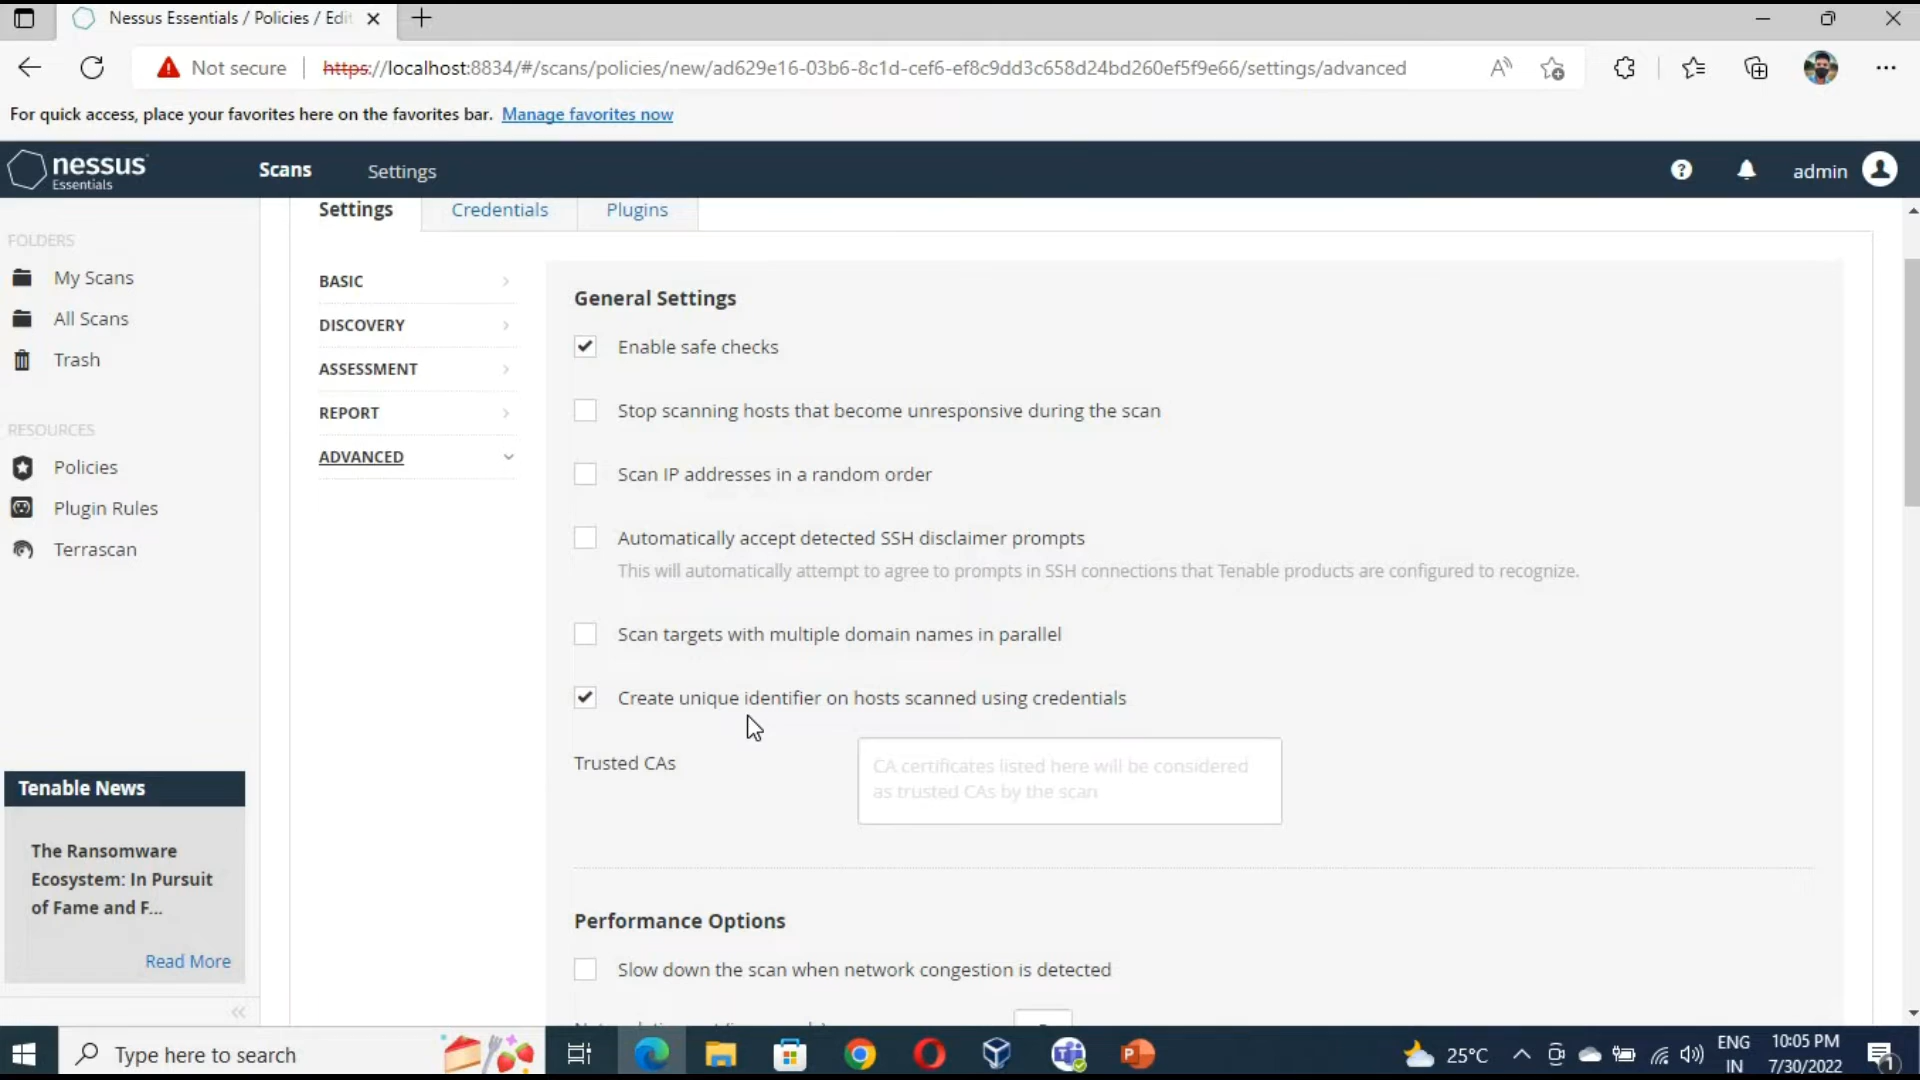 Nessus Essentials / Policies / Edit
Not secure
https://localhost:8834/#/scans/policies/new/ad629e16-03b6-8c1d-cef6-ef8c9dd3c658d24bd260ef5f9e66/settings/advanced
For quick access, place your favorites here on the favorites bar. Manage favorites now
nessus
Essentials
Scans
Settings
admin
Settings
Credentials
Plugins
FOLDERS
My Scans
All Scans
Trash
RESOURCES
Policies
Plugin Rules
Terrascan
BASIC
DISCOVERY
ASSESSMENT
REPORT
ADVANCED
General Settings
Enable safe checks
Stop scanning hosts that become unresponsive during the scan
Scan IP addresses in a random order
Automatically accept detected SSH disclaimer prompts
This will automatically attempt to agree to prompts in SSH connections that Tenable products are configured to recognize.
Scan targets with multiple domain names in parallel
Create unique identifier on hosts scanned using credentials
Trusted CAs
CA certificates listed here will be considered
as trusted CAs by the scan
Performance Options
Slow down the scan when network congestion is detected
Tenable News
The Ransomware
Ecosystem: In Pursuit
of Fame and F...
Read More
Type here to search
25°C
ENG
IN
10:05 PM
7/30/2022
1